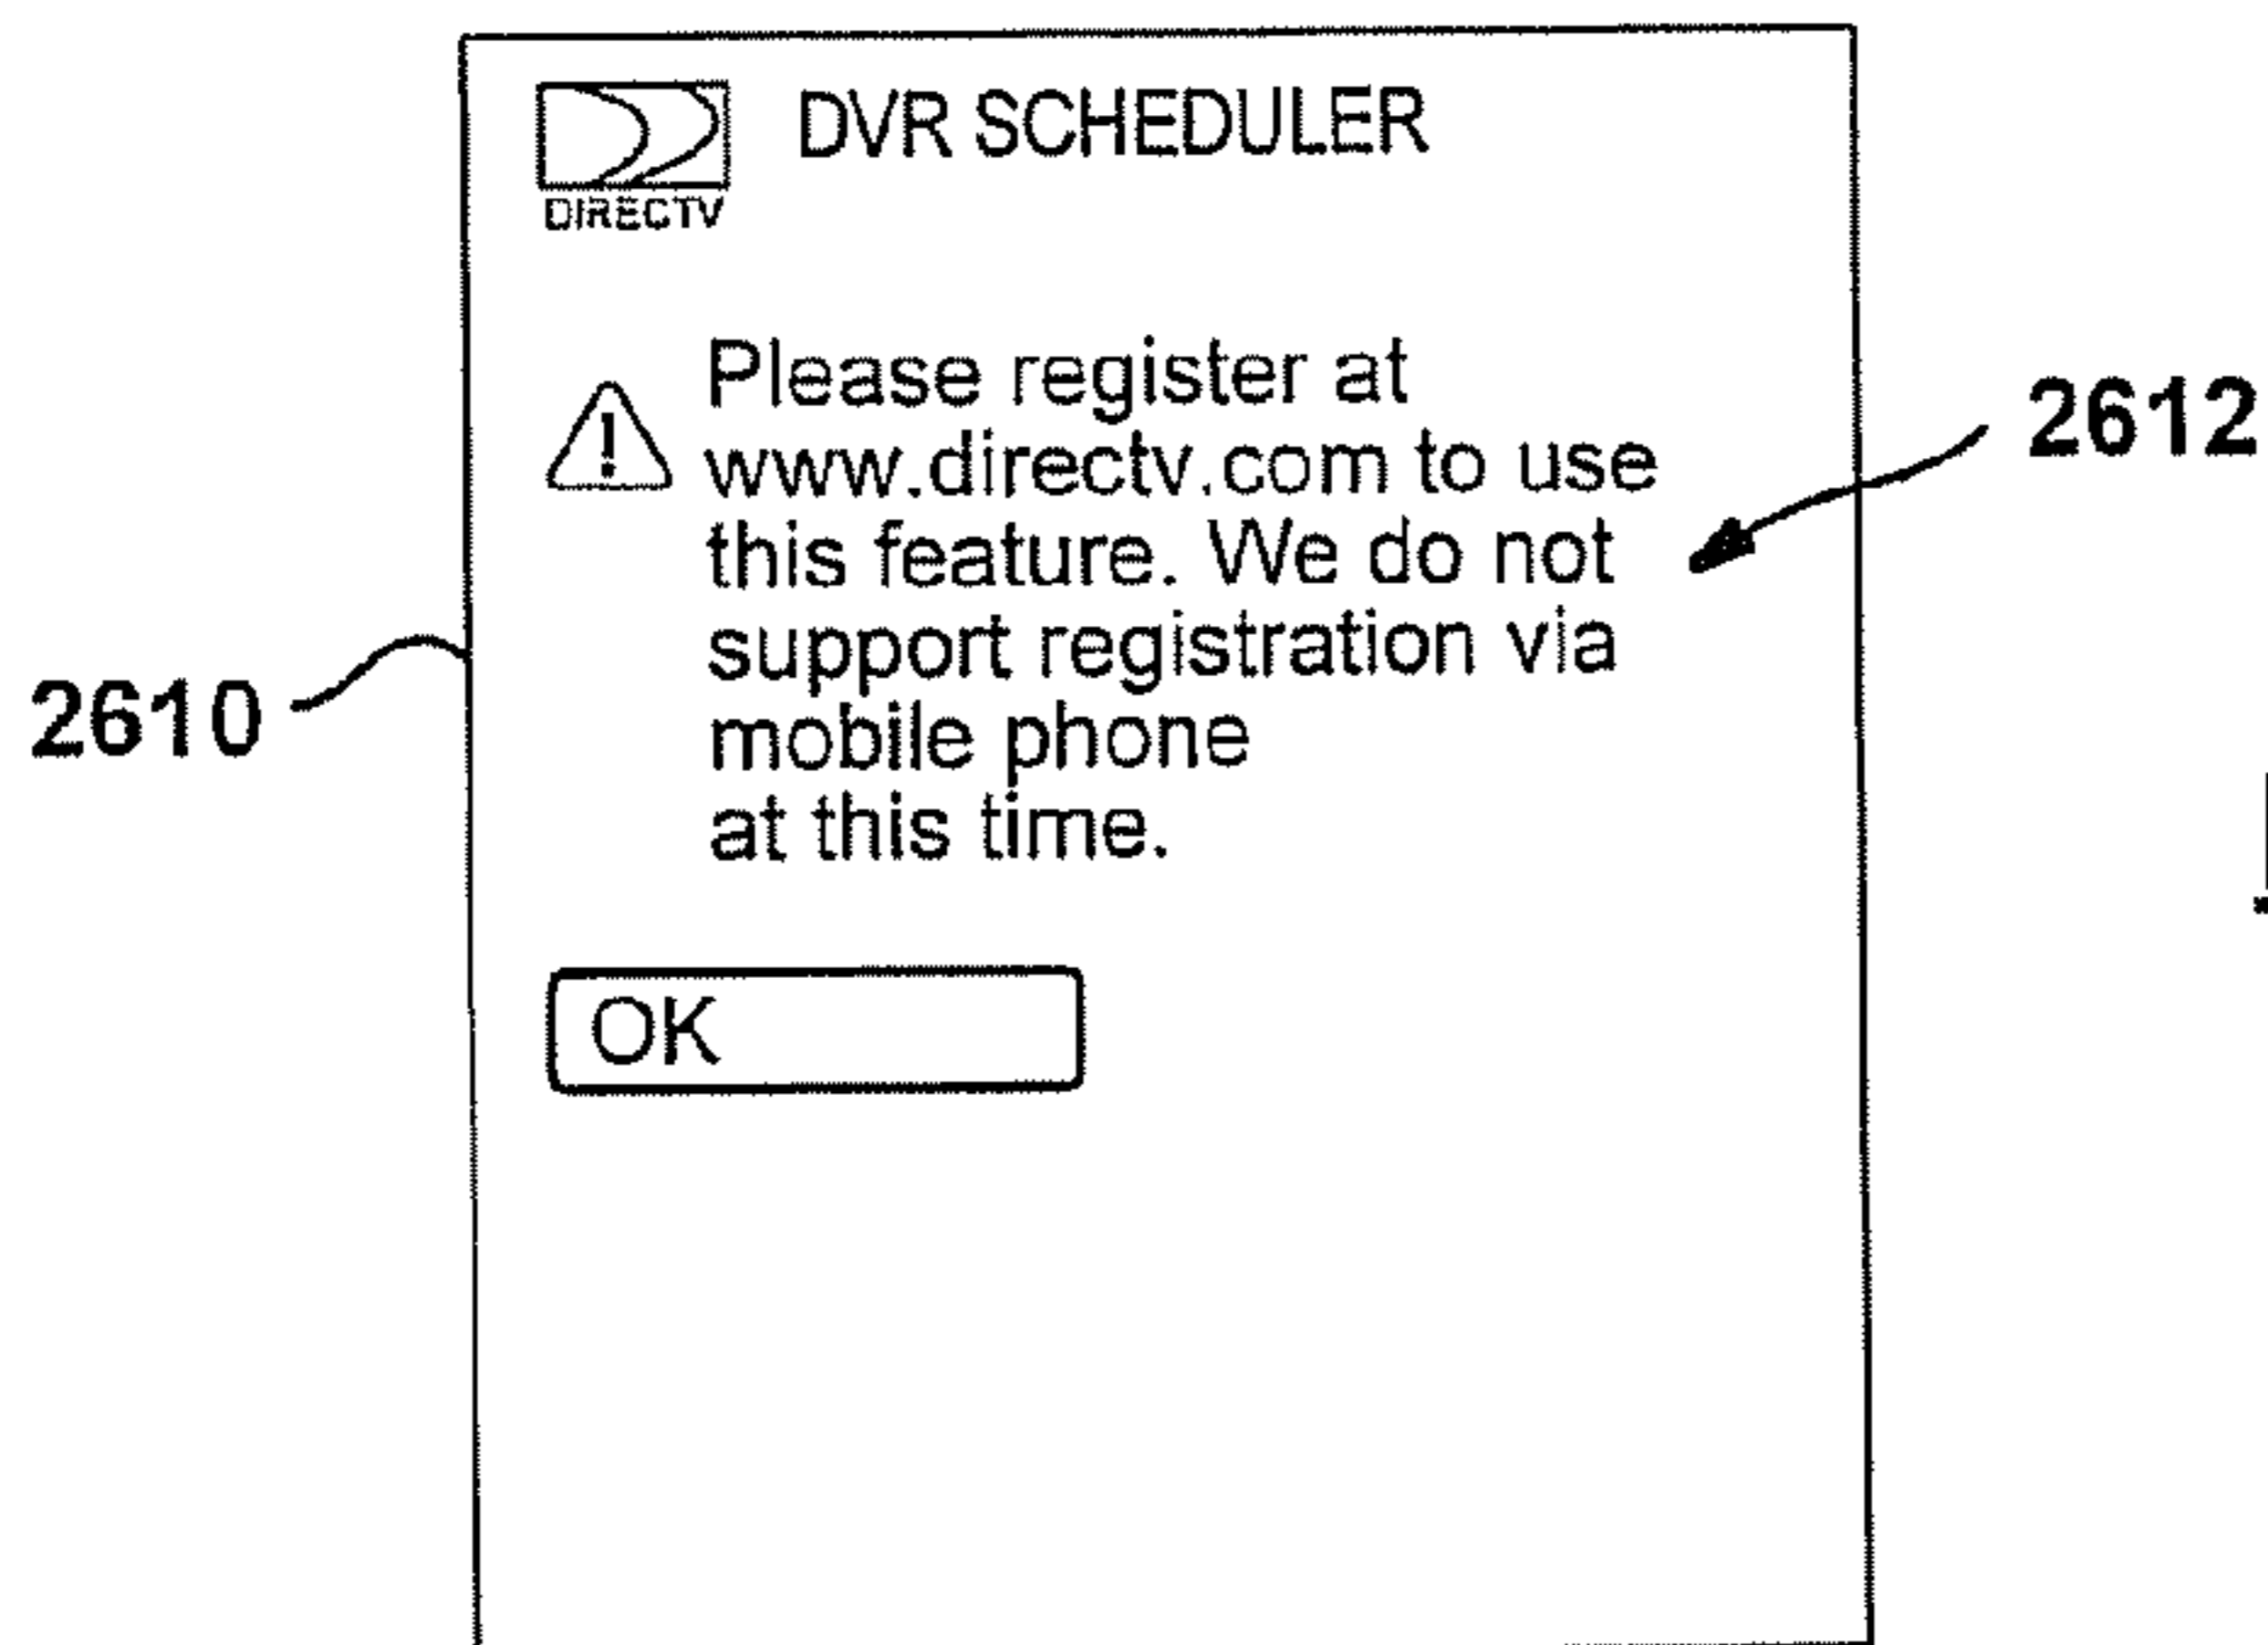 DVR SCHEDULER
DIRECTV
Please register at
www.directv.com to use
this feature. We do not
support registration via
mobile phone
at this time.
OK
2610
2612